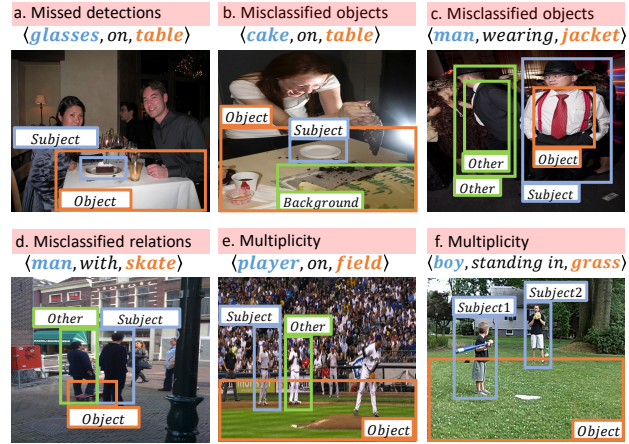 a. Missed detections
⟨glasses, on, table⟩
Subject
Object
b. Misclassified objects
⟨cake, on, table⟩
Object
Subject
Background
c. Misclassified objects
⟨man, wearing, jacket⟩
Other
Other
Object
Subject
d. Misclassified relations
⟨man, with, skate⟩
Other
Subject
Object
e. Multiplicity
⟨player, on, field⟩
Subject
Other
Object
f. Multiplicity
⟨boy, standing in, grass⟩
Subject1
Subject2
Object